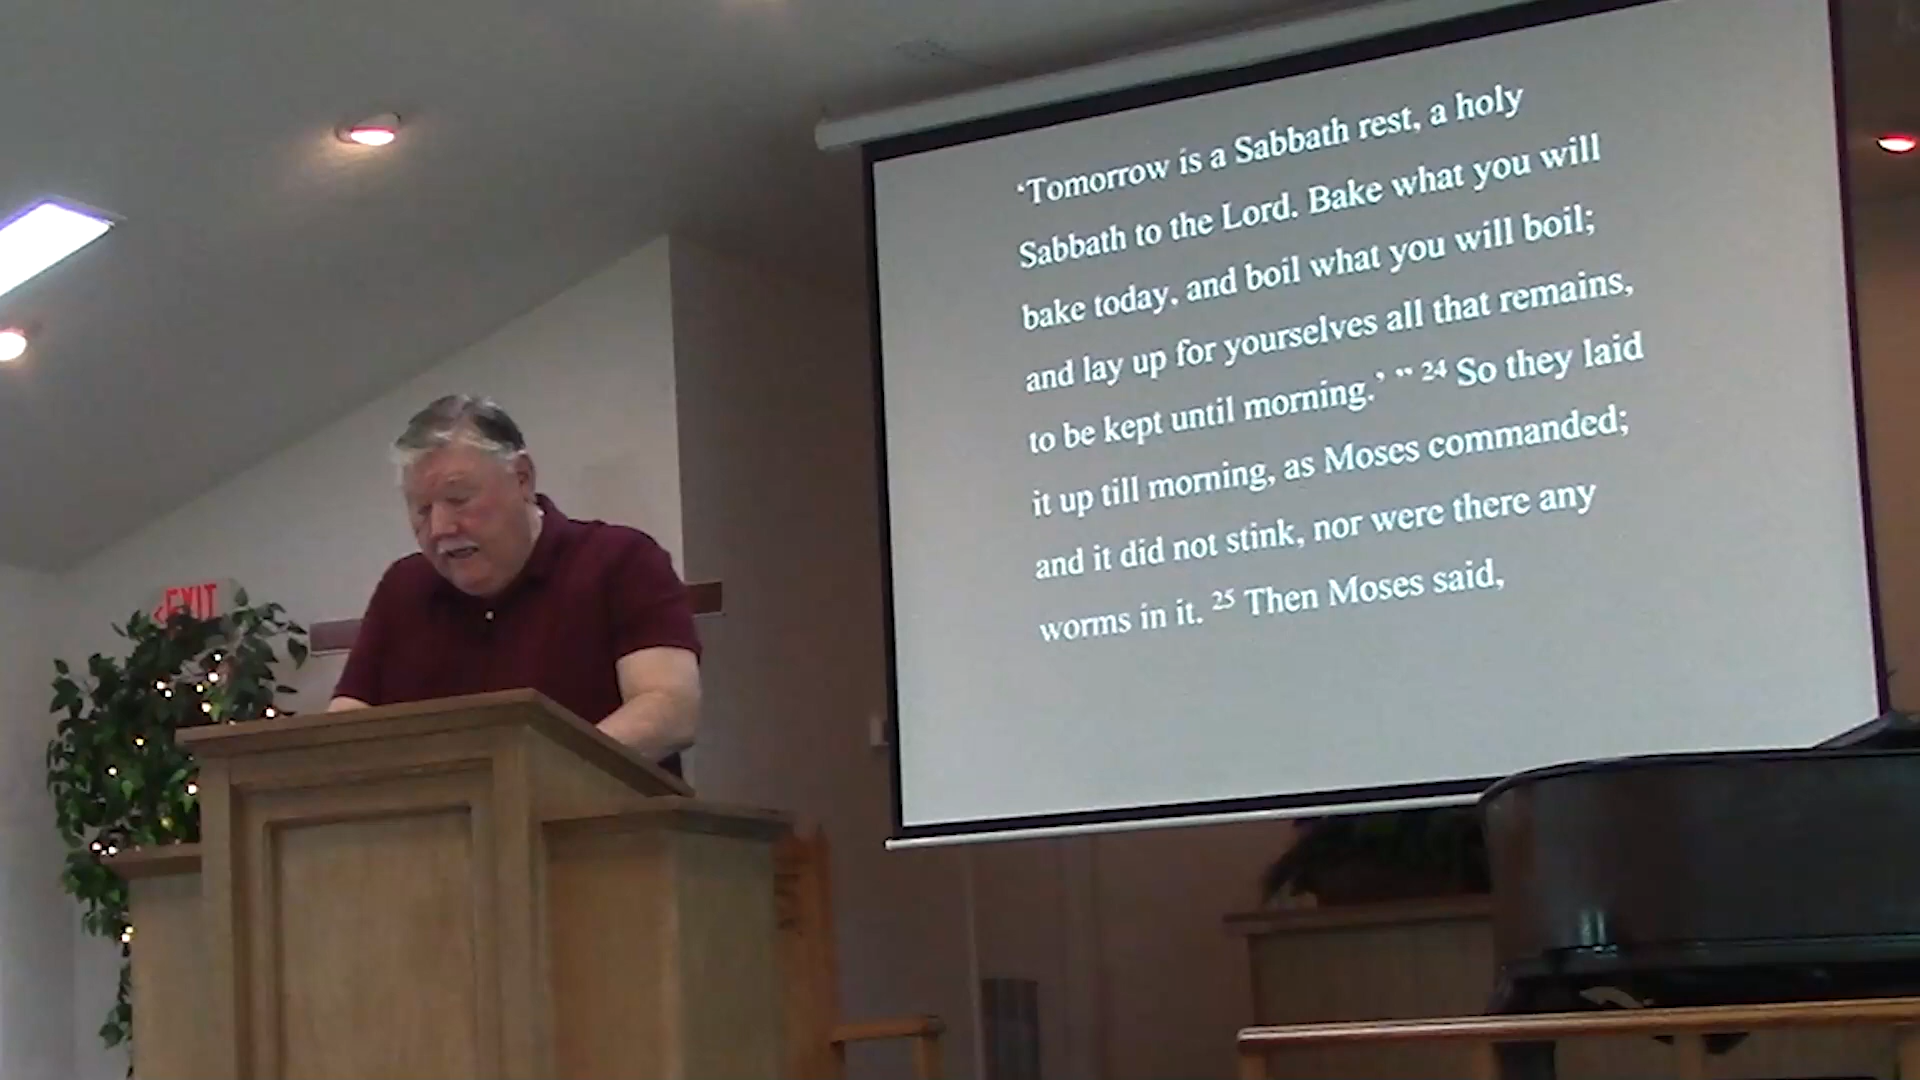 ‘Tomorrow is a Sabbath rest, a holy
Sabbath to the Lord. Bake what you will
bake today, and boil what you will boil;
and lay up for yourselves all that remains,
to be kept until morning.’ ” 24 So they laid
it up till morning, as Moses commanded;
and it did not stink, nor were there any
worms in it. 25 Then Moses said,
EXIT